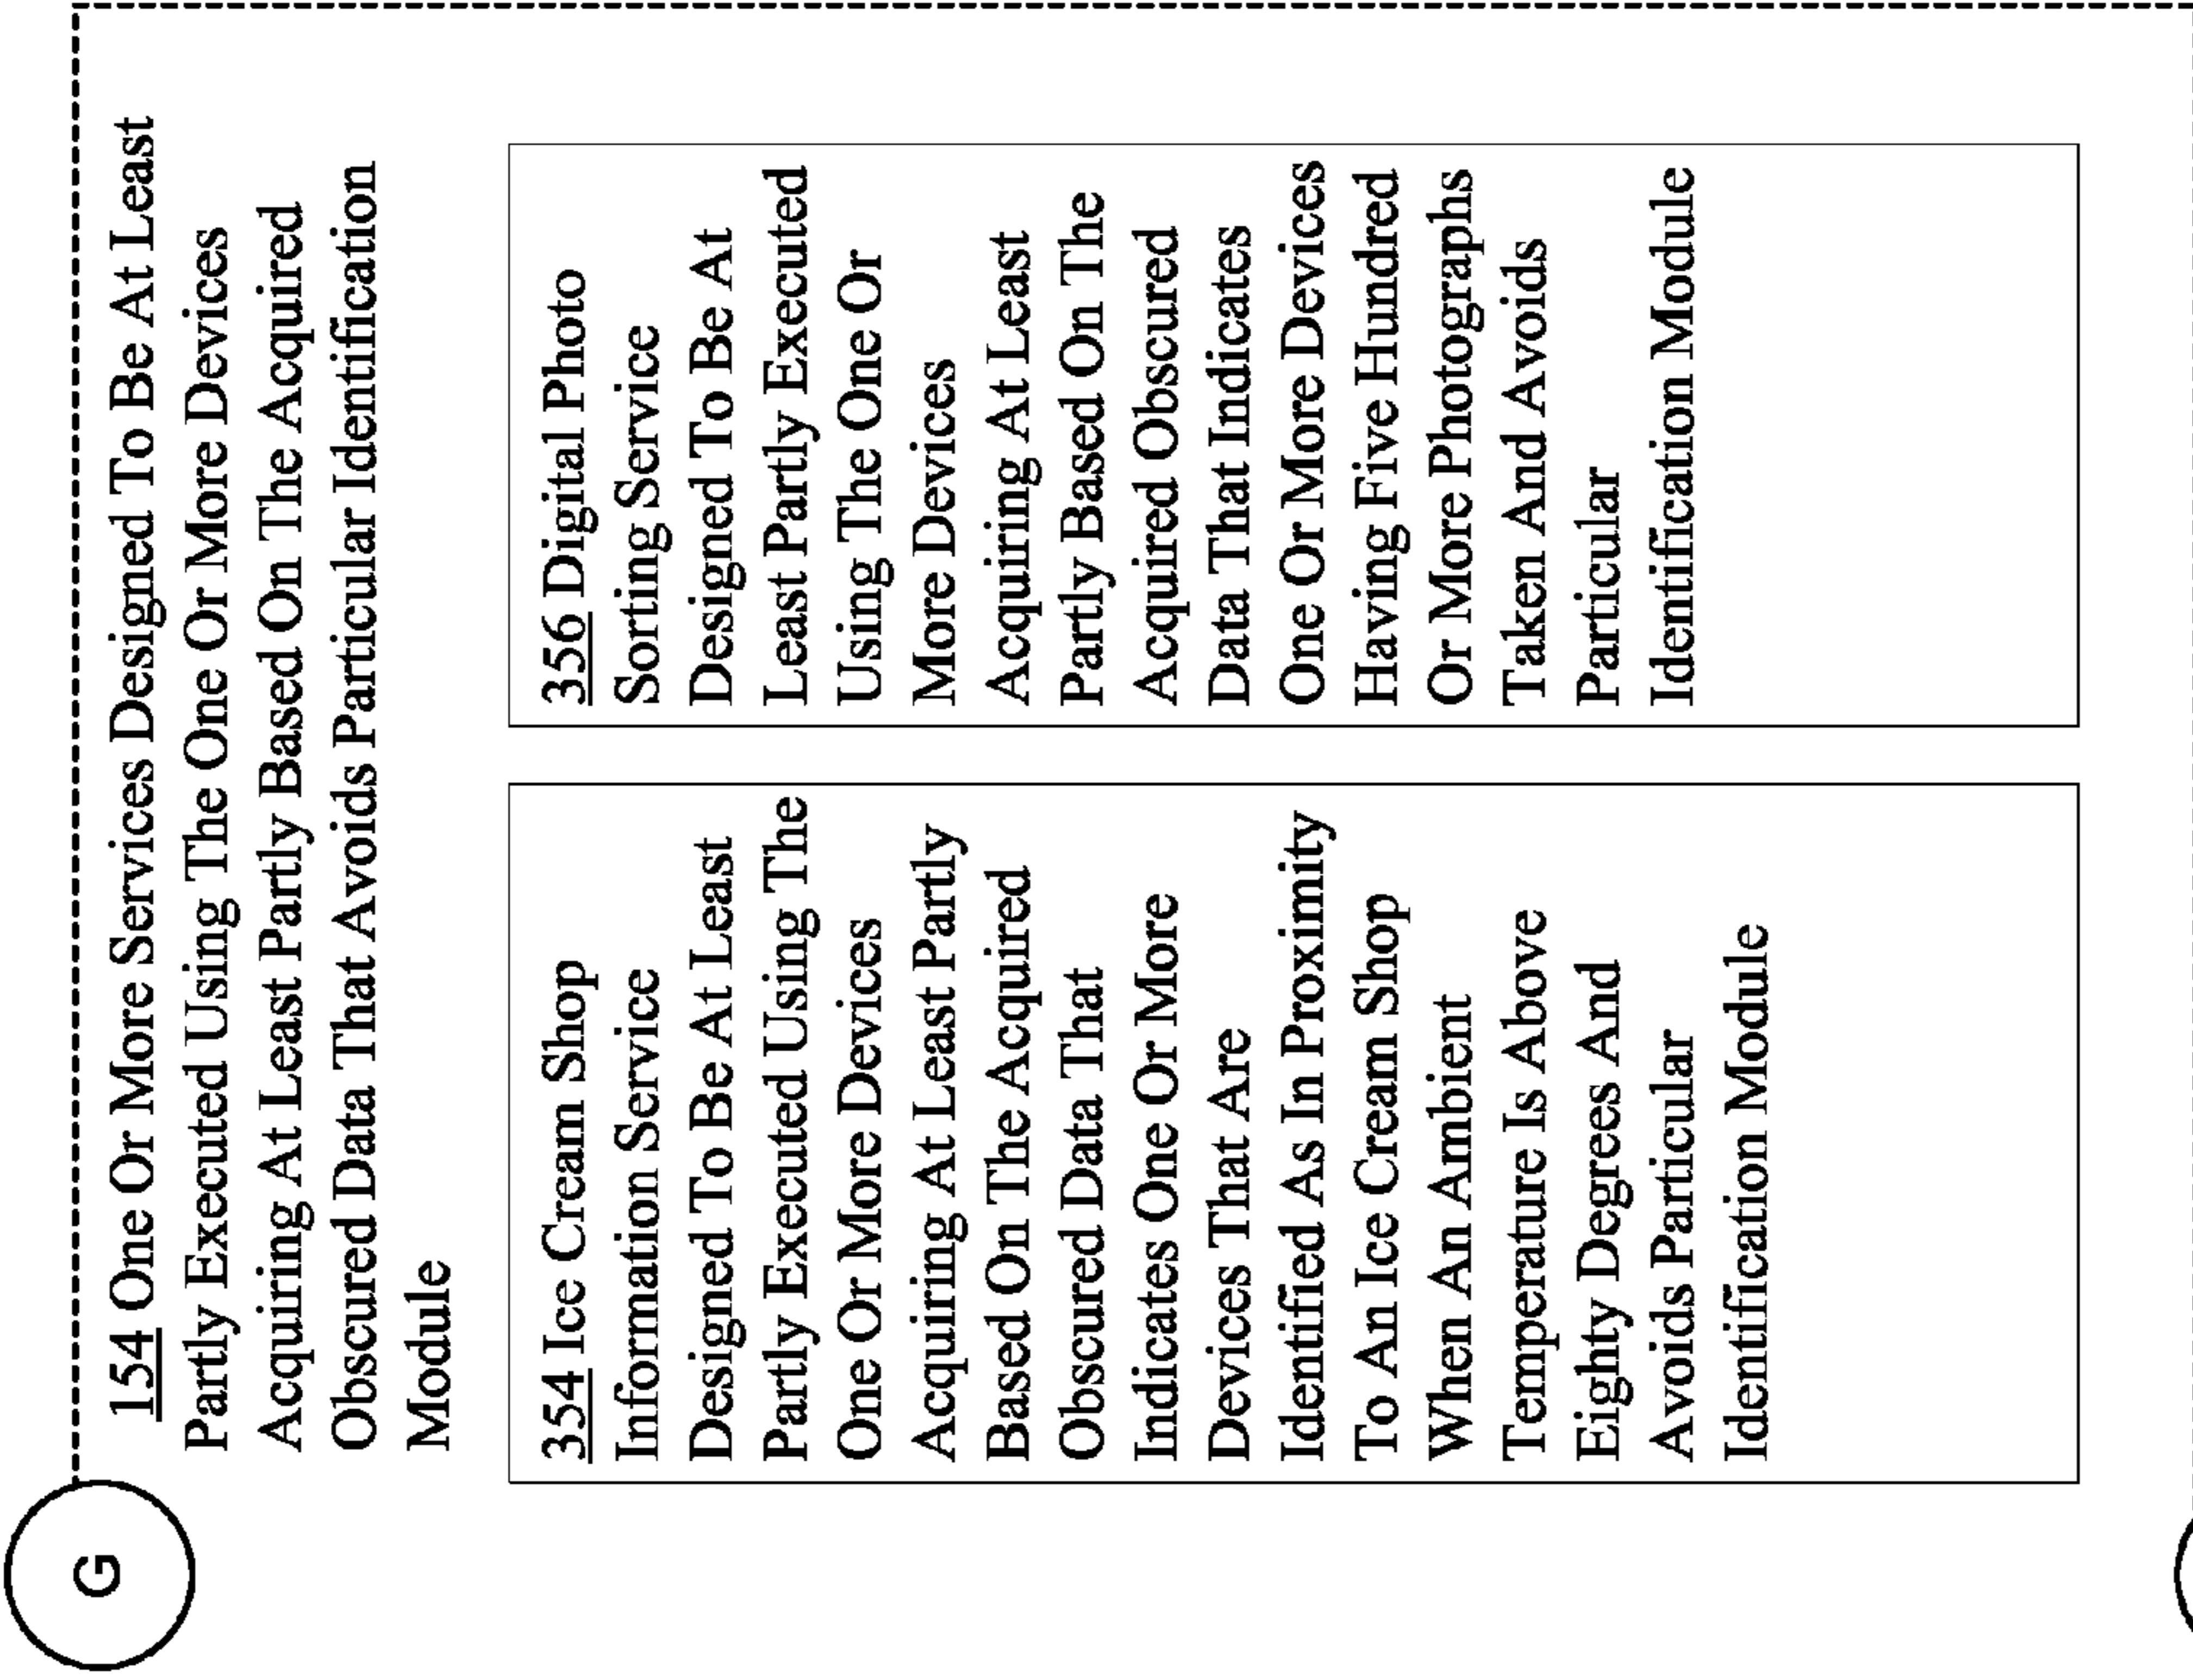 G
154 One Or More Services Designed To Be At Least
Partly Executed Using The One Or More Devices
Acquiring At Least Partly Based On The Acquired
Obscured Data That Avoids Particular Identification
Module
354 Ice Cream Shop
Information Service
Designed To Be At Least
Partly Executed Using The
One Or More Devices
Acquiring At Least Partly
Based On The Acquired
Obscured Data That
Indicates One Or More
Devices That Are
Identified As In Proximity
To An Ice Cream Shop
When An Ambient
Temperature Is Above
Eighty Degrees And
Avoids Particular
Identification Module
356 Digital Photo
Sorting Service
Designed To Be At
Least Partly Executed
Using The One Or
More Devices
Acquiring At Least
Partly Based On The
Acquired Obscured
Data That Indicates
One Or More Devices
Having Five Hundred
Or More Photographs
Taken And Avoids
Particular
Identification Module